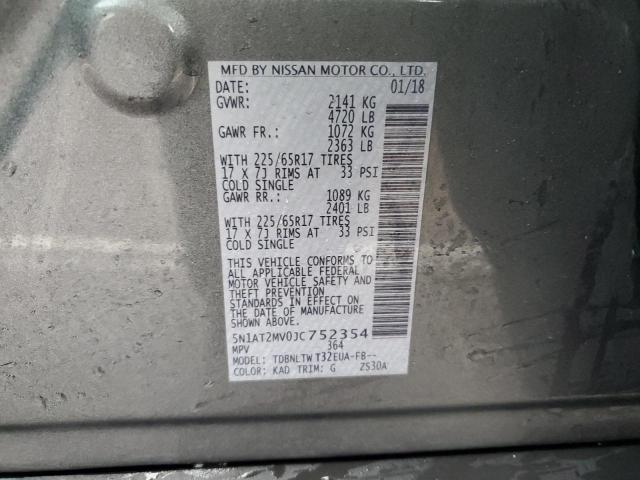 MFD BY NISSAN MOTOR CO., LTD.
DATE: 01/18
GVWR: 2141 KG
4720 LB
GAWR FR.: 1072 KG
2363 LB
WITH 225/65R17 TIRES
17 X 7J RIMS AT 33 PSI
COLD SINGLE
GAWR RR.: 1089 KG
2401 LB
WITH 225/65R17 TIRES
17 X 7J RIMS AT 33 PSI
COLD SINGLE
THIS VEHICLE CONFORMS TO
ALL APPLICABLE FEDERAL
MOTOR VEHICLE SAFETY AND
THEFT PREVENTION
STANDARDS IN EFFECT ON
THE DATE OF MANUFACTURE
SHOWN ABOVE.
5N1AT2MV0JC752354
MPV 364
MODEL: TDBNLTW T32EUA-FB--
COLOR: KAD TRIM: G ZS30A